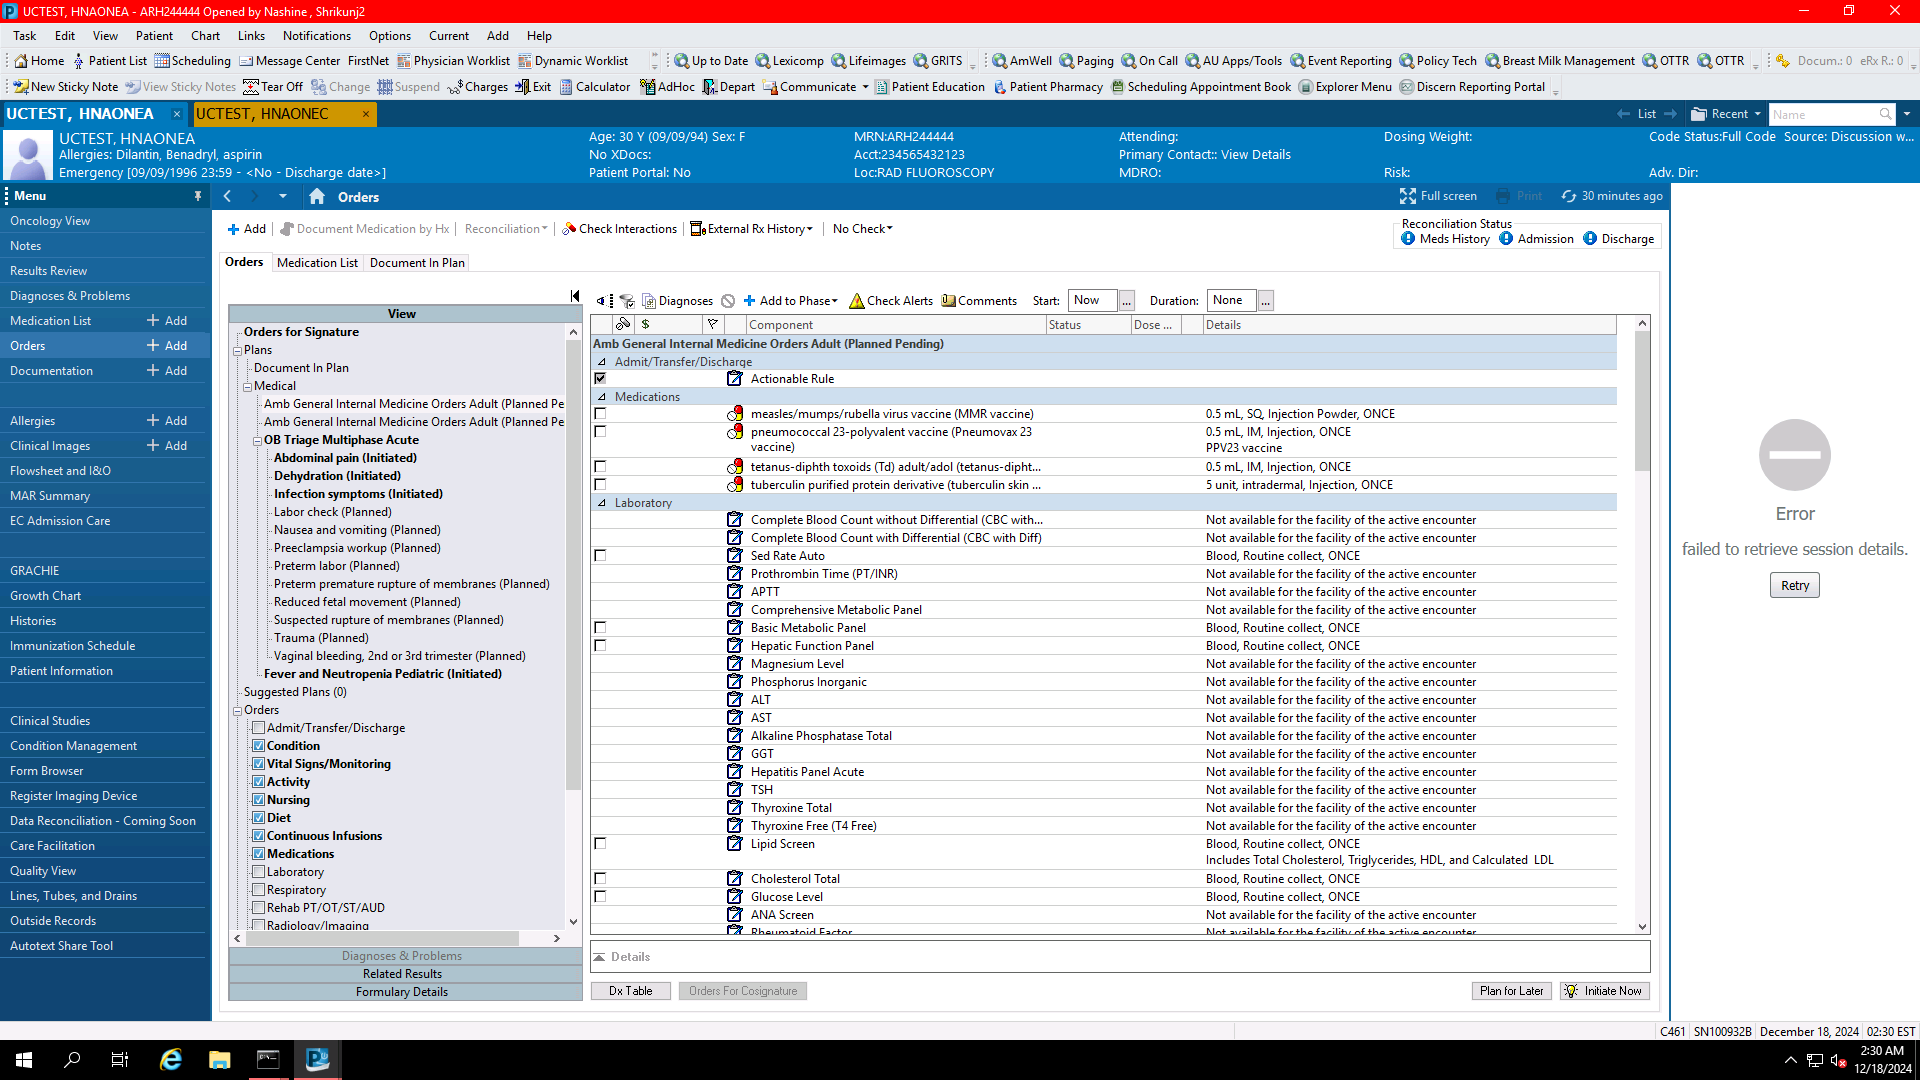 UCTEST, HNAONEA - ARH244444 Opened by Nashine , Shrikunj2
Task Edit View Patient Chart Links Notifications Options Current Add Help
Home Patient List Scheduling Message Center FirstNet Physician Worklist Dynamic Worklist Up to Date Lexicomp Lifeimages GRITS AmWell Paging On Call AU Apps/Tools Event Reporting Policy Tech Breast Milk Management OTTR OTTR Docum.: 0 eRx R.: 0
New Sticky Note View Sticky Notes Tear Off Change Suspend Charges Exit Calculator AdHoc Depart Communicate Patient Education Patient Pharmacy Scheduling Appointment Book Explorer Menu Discern Reporting Portal
UCTEST, HNAONEA UCTEST, HNAONEC List Recent Name
UCTEST, HNAONEA Age: 30 Y (09/09/94) Sex: F MRN:ARH244444 Attending: Dosing Weight: Code Status:Full Code Source: Discussion w...
Allergies: Dilantin, Benadryl, aspirin No XDocs: Acct:234565432123 Primary Contact:: View Details
Emergency [09/09/1996 23:59 - <No - Discharge date>] Patient Portal: No Loc:RAD FLUOROSCOPY MDRO: Risk: Adv. Dir:
Menu
Oncology View
Notes
Results Review
Diagnoses & Problems
Medication List Add
Orders Add
Documentation Add
Allergies Add
Clinical Images Add
Flowsheet and I&O
MAR Summary
EC Admission Care
GRACHIE
Growth Chart
Histories
Immunization Schedule
Patient Information
Clinical Studies
Condition Management
Form Browser
Register Imaging Device
Data Reconciliation - Coming Soon
Care Facilitation
Quality View
Lines, Tubes, and Drains
Outside Records
Autotext Share Tool
Orders Full screen Print 30 minutes ago
Add Document Medication by Hx Reconciliation Check Interactions External Rx History No Check
Reconciliation Status
Meds History Admission Discharge
Orders Medication List Document In Plan
View
Orders for Signature
Plans
Document In Plan
Medical
Amb General Internal Medicine Orders Adult (Planned Pe
Amb General Internal Medicine Orders Adult (Planned Pe
OB Triage Multiphase Acute
Abdominal pain (Initiated)
Dehydration (Initiated)
Infection symptoms (Initiated)
Labor check (Planned)
Nausea and vomiting (Planned)
Preeclampsia workup (Planned)
Preterm labor (Planned)
Preterm premature rupture of membranes (Planned)
Reduced fetal movement (Planned)
Suspected rupture of membranes (Planned)
Trauma (Planned)
Vaginal bleeding, 2nd or 3rd trimester (Planned)
Fever and Neutropenia Pediatric (Initiated)
Suggested Plans (0)
Orders
Admit/Transfer/Discharge
Condition
Vital Signs/Monitoring
Activity
Nursing
Diet
Continuous Infusions
Medications
Laboratory
Respiratory
Rehab PT/OT/ST/AUD
Radiology/Imaging
Diagnoses & Problems
Related Results
Formulary Details
Diagnoses Add to Phase Check Alerts Comments Start: Now ... Duration: None ...
$ Component Status Dose ... Details
Amb General Internal Medicine Orders Adult (Planned Pending)
Admit/Transfer/Discharge
Actionable Rule
Medications
measles/mumps/rubella virus vaccine (MMR vaccine) 0.5 mL, SQ, Injection Powder, ONCE
pneumococcal 23-polyvalent vaccine (Pneumovax 23 0.5 mL, IM, Injection, ONCE
vaccine) PPV23 vaccine
tetanus-diphth toxoids (Td) adult/adol (tetanus-dipht... 0.5 mL, IM, Injection, ONCE
tuberculin purified protein derivative (tuberculin skin ... 5 unit, intradermal, Injection, ONCE
Laboratory
Complete Blood Count without Differential (CBC with... Not available for the facility of the active encounter
Complete Blood Count with Differential (CBC with Diff) Not available for the facility of the active encounter
Sed Rate Auto Blood, Routine collect, ONCE
Prothrombin Time (PT/INR) Not available for the facility of the active encounter
APTT Not available for the facility of the active encounter
Comprehensive Metabolic Panel Not available for the facility of the active encounter
Basic Metabolic Panel Blood, Routine collect, ONCE
Hepatic Function Panel Blood, Routine collect, ONCE
Magnesium Level Not available for the facility of the active encounter
Phosphorus Inorganic Not available for the facility of the active encounter
ALT Not available for the facility of the active encounter
AST Not available for the facility of the active encounter
Alkaline Phosphatase Total Not available for the facility of the active encounter
GGT Not available for the facility of the active encounter
Hepatitis Panel Acute Not available for the facility of the active encounter
TSH Not available for the facility of the active encounter
Thyroxine Total Not available for the facility of the active encounter
Thyroxine Free (T4 Free) Not available for the facility of the active encounter
Lipid Screen Blood, Routine collect, ONCE
Includes Total Cholesterol, Triglycerides, HDL, and Calculated LDL
Cholesterol Total Blood, Routine collect, ONCE
Glucose Level Blood, Routine collect, ONCE
ANA Screen Not available for the facility of the active encounter
Rheumatoid Factor Not available for the facility of the active encounter
Details
Dx Table Orders For Cosignature Plan for Later Initiate Now
Error
failed to retrieve session details.
Retry
C461 SN100932B December 18, 2024 02:30 EST
2:30 AM
12/18/2024